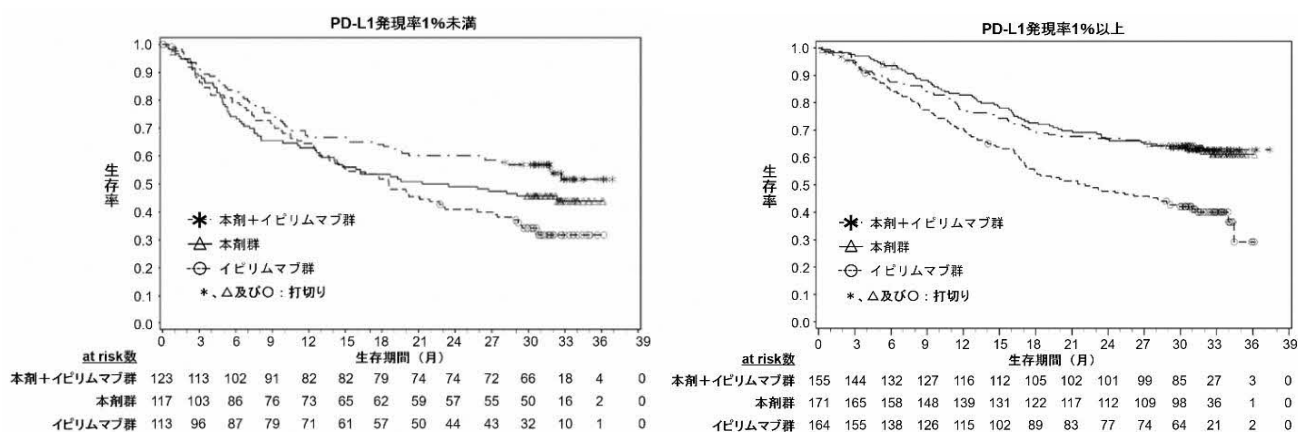 PD-L1発現率1%未満
1.0
0.9
0.8
0.7
0.6
0.5
0.4
0.3
0.2
0.1
0.0
生存率
本剤＋イピリムマブ群
本剤群
イピリムマブ群
*、△及び○：打切り
0 3 6 9 12 15 18 21 24 27 30 33 36 39
生存期間（月）
at risk数
本剤＋イピリムマブ群 123 113 102 91 82 82 79 74 74 72 66 18 4 0
本剤群 117 103 86 76 73 65 62 59 57 55 50 16 2 0
イピリムマブ群 113 96 87 79 71 61 57 50 44 43 32 10 1 0
PD-L1発現率1%以上
1.0
0.9
0.8
0.7
0.6
0.5
0.4
0.3
0.2
0.1
0.0
生存率
本剤＋イピリムマブ群
本剤群
イピリムマブ群
*、△及び○：打切り
0 3 6 9 12 15 18 21 24 27 30 33 36 39
生存期間（月）
at risk数
本剤＋イピリムマブ群 155 144 132 127 116 112 105 102 101 99 85 27 3 0
本剤群 171 165 158 148 139 131 122 117 112 109 98 36 1 0
イピリムマブ群 164 155 138 126 115 102 89 83 77 74 64 21 2 0